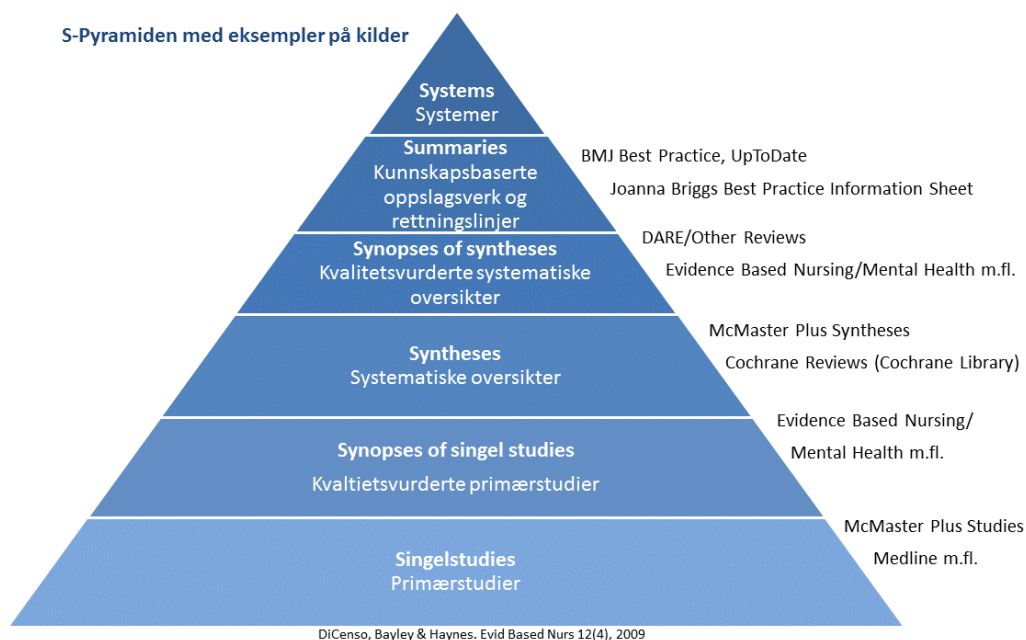 S-Pyramiden med eksempler på kilder
Systems
Systemer
Summaries
Kunnskapsbaserte
oppslagsverk og
rettningslinjer
BMJ Best Practice, UpToDate
Joanna Briggs Best Practice Information Sheet
Synopses of syntheses
Kvalitetsvurderte systematiske
oversikter
DARE/Other Reviews
Evidence Based Nursing/Mental Health m.fl.
Syntheses
Systematiske oversikter
McMaster Plus Syntheses
Cochrane Reviews (Cochrane Library)
Synopses of singel studies
Kvaltietsvurderte primærstudier
Evidence Based Nursing/
Mental Health m.fl.
Singelstudies
Primærstudier
McMaster Plus Studies
Medline m.fl.
DiCenso, Bayley & Haynes. Evid Based Nurs 12(4), 2009